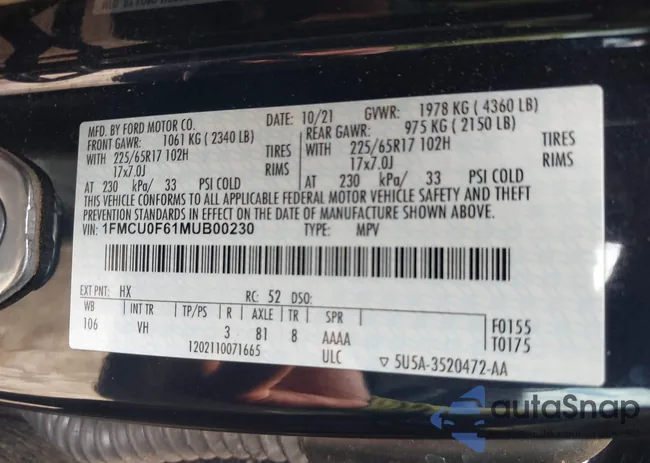 MFD. BY FORD MOTOR CO. DATE: 10/21 GVWR: 1978 KG ( 4360 LB)
FRONT GAWR: 1061 KG ( 2340 LB) REAR GAWR: 975 KG ( 2150 LB)
WITH 225/65R17 102H TIRES WITH 225/65R17 102H TIRES
17x7.0J RIMS 17x7.0J RIMS
AT 230 kPa/ 33 PSI COLD AT 230 kPa/ 33 PSI COLD
THIS VEHICLE CONFORMS TO ALL APPLICABLE FEDERAL MOTOR VEHICLE SAFETY AND THEFT
PREVENTION STANDARDS IN EFFECT ON THE DATE OF MANUFACTURE SHOWN ABOVE.
VIN: 1FMCU0F61MUB00230 TYPE: MPV
EXT PNT: HX RC: 52 DSO:
WB INT TR TP/PS R AXLE TR SPR
106 VH 3 81 8 AAAA F0155
1202110071665 ULC T0175
5U5A-3520472-AA
autaSnap